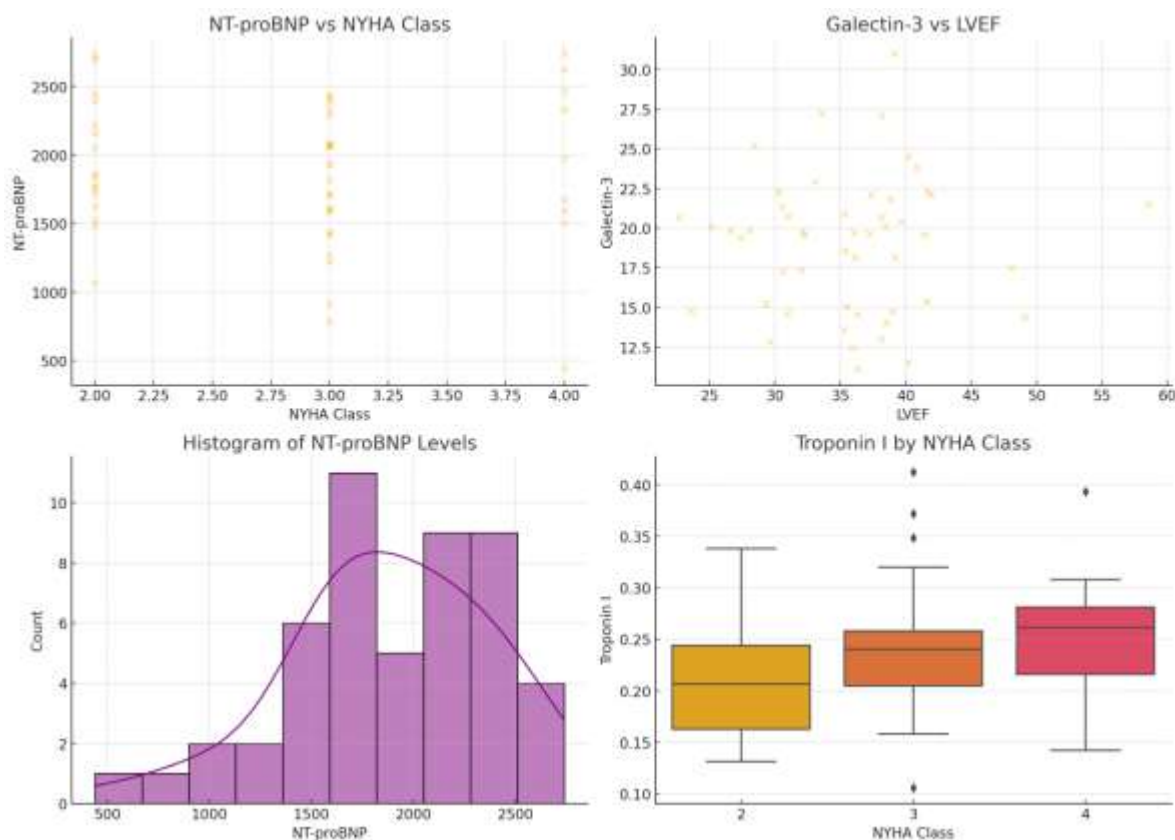 NT-proBNP vs NYHA Class
NT-proBNP
2500
2000
1500
1000
500
2.00 2.25 2.50 2.75 3.00 3.25 3.50 3.75 4.00
NYHA Class
Galectin-3 vs LVEF
Galectin-3
30.0
27.5
25.0
22.5
20.0
17.5
15.0
12.5
25 30 35 40 45 50 55 60
LVEF
Histogram of NT-proBNP Levels
Count
10
8
6
4
2
0
500 1000 1500 2000 2500
NT-proBNP
Troponin I by NYHA Class
Troponin I
0.40
0.35
0.30
0.25
0.20
0.15
0.10
2 3 4
NYHA Class